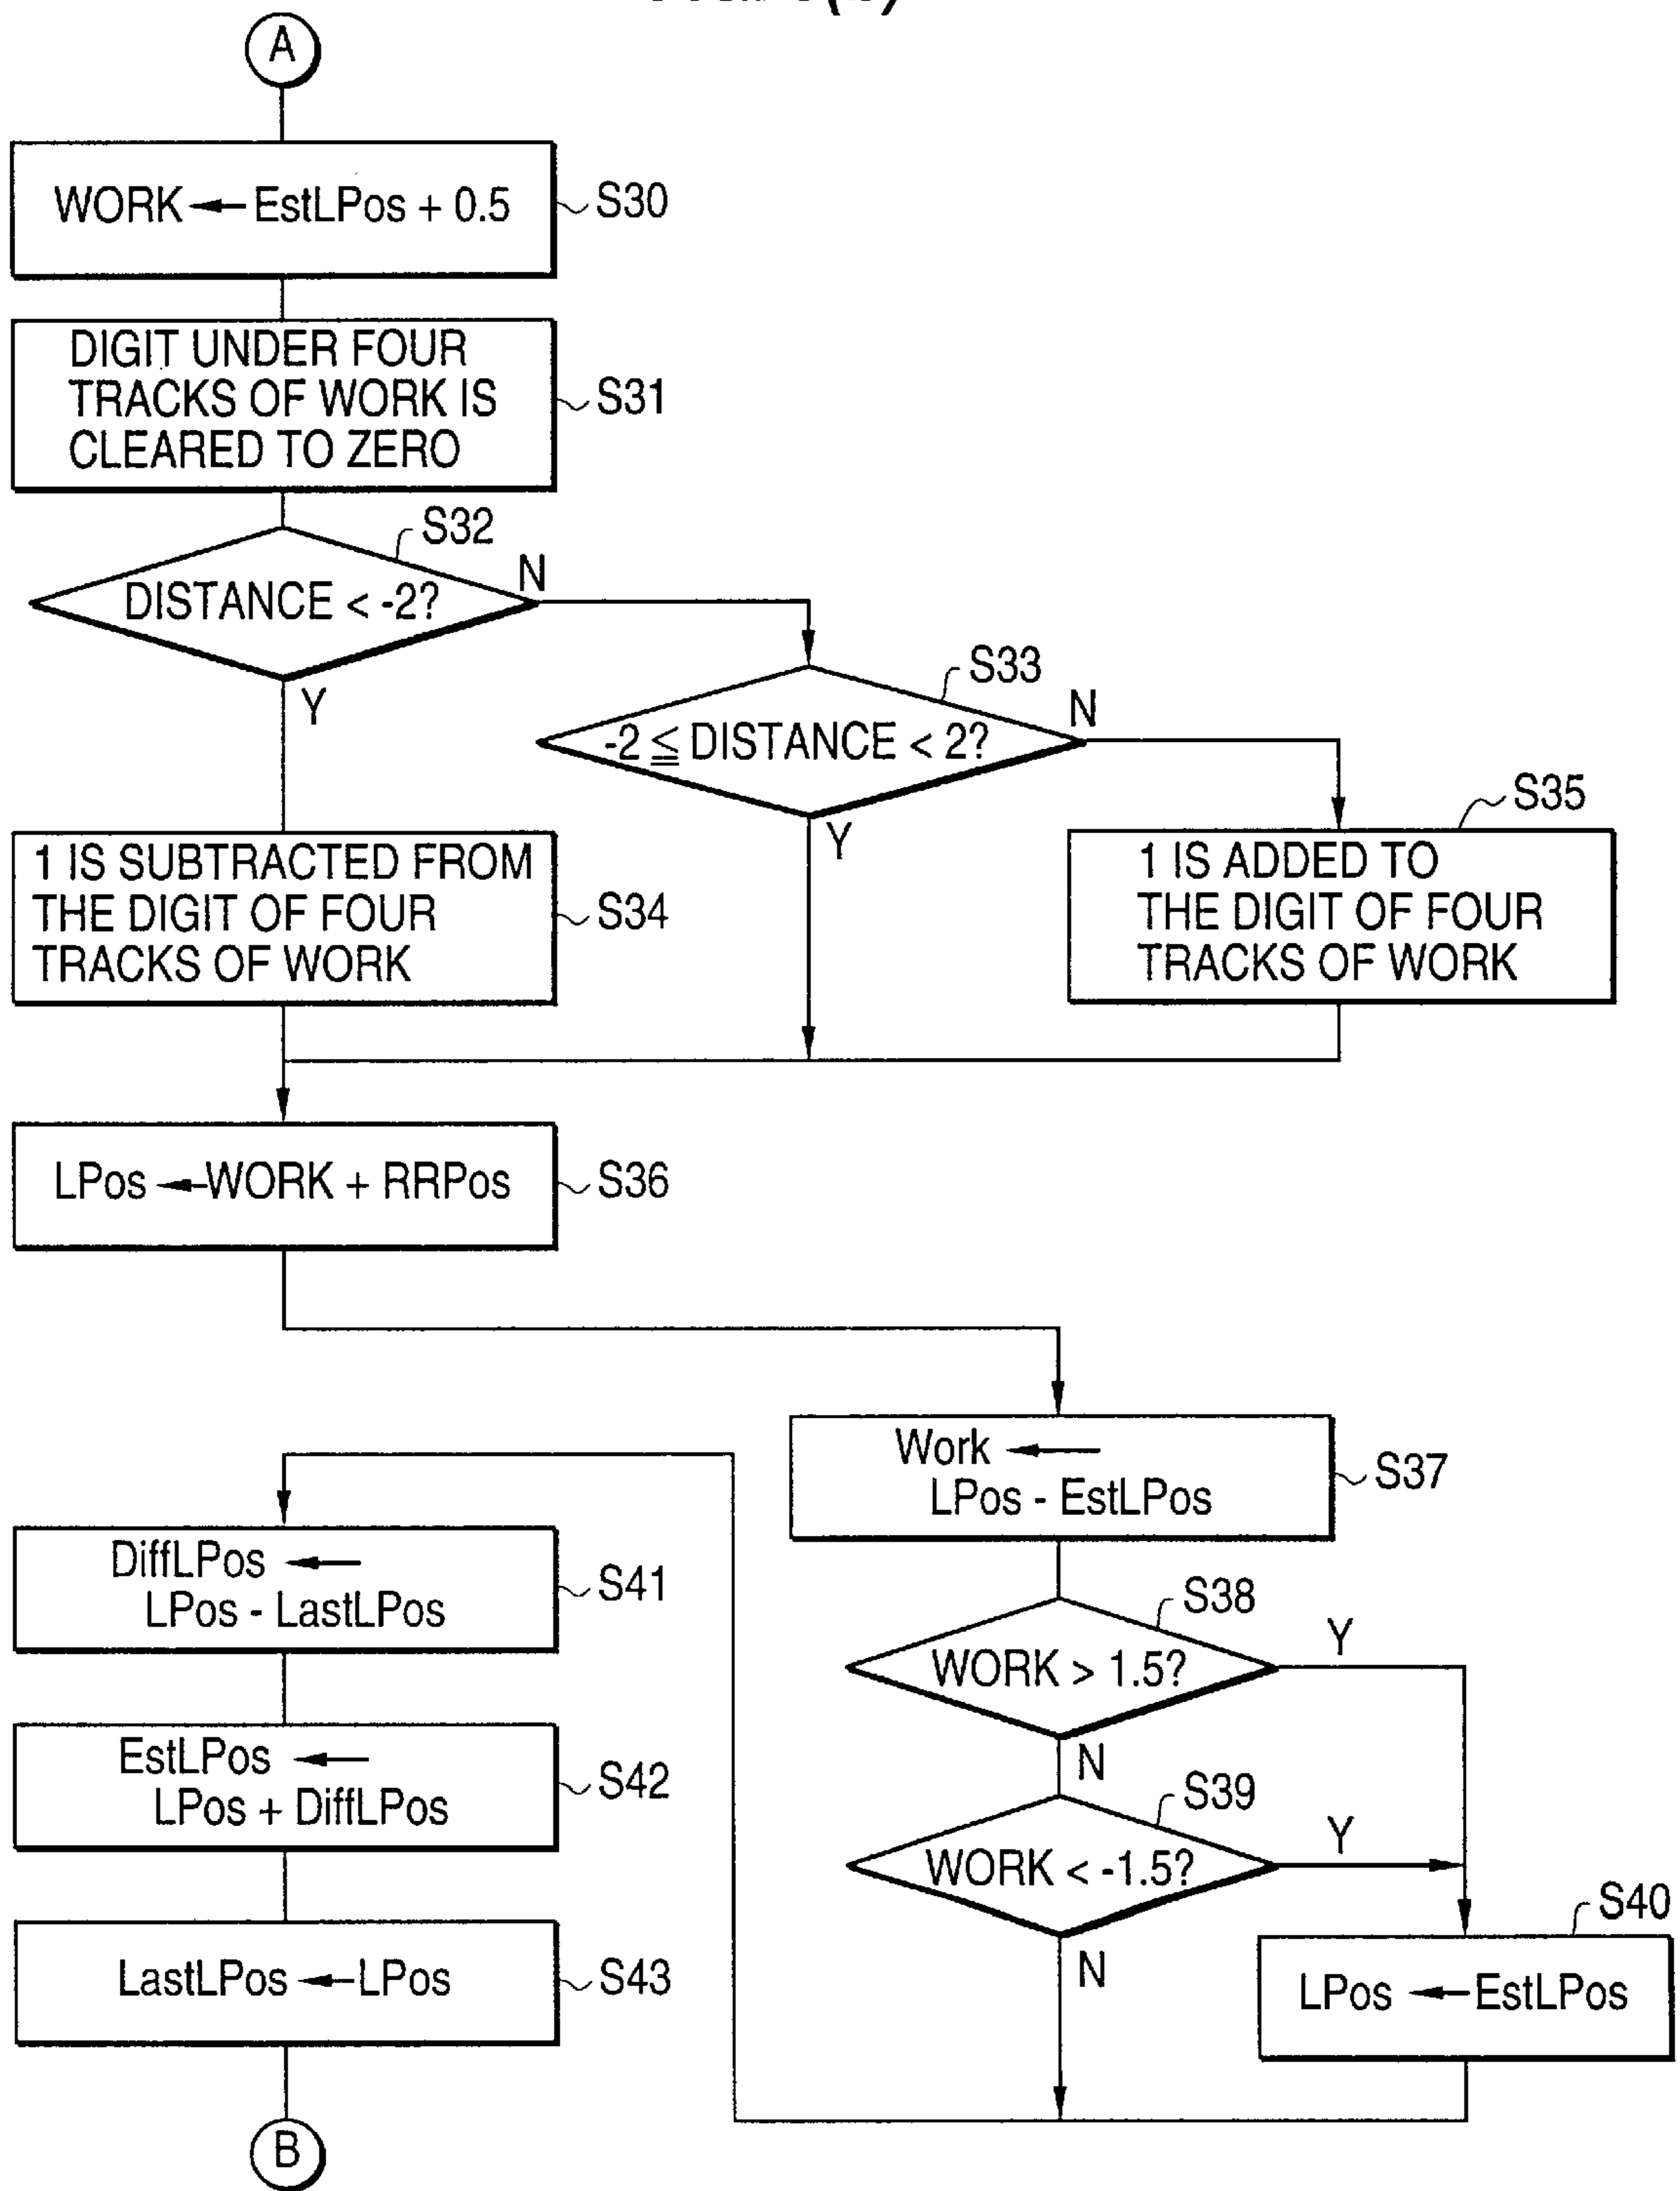 A
WORK ← EstLPos + 0.5
S30
DIGIT UNDER FOUR
TRACKS OF WORK IS
CLEARED TO ZERO
S31
S32
DISTANCE < -2?
N
Y
S33
-2 ≦ DISTANCE < 2?
N
Y
1 IS SUBTRACTED FROM
THE DIGIT OF FOUR
TRACKS OF WORK
S34
S35
1 IS ADDED TO
THE DIGIT OF FOUR
TRACKS OF WORK
LPos ← WORK + RRPos
S36
Work ←
LPos - EstLPos
S37
S38
WORK > 1.5?
Y
N
S39
WORK < -1.5?
Y
N
S40
LPos ← EstLPos
DiffLPos ←
LPos - LastLPos
S41
EstLPos ←
LPos + DiffLPos
S42
LastLPos ← LPos
S43
B